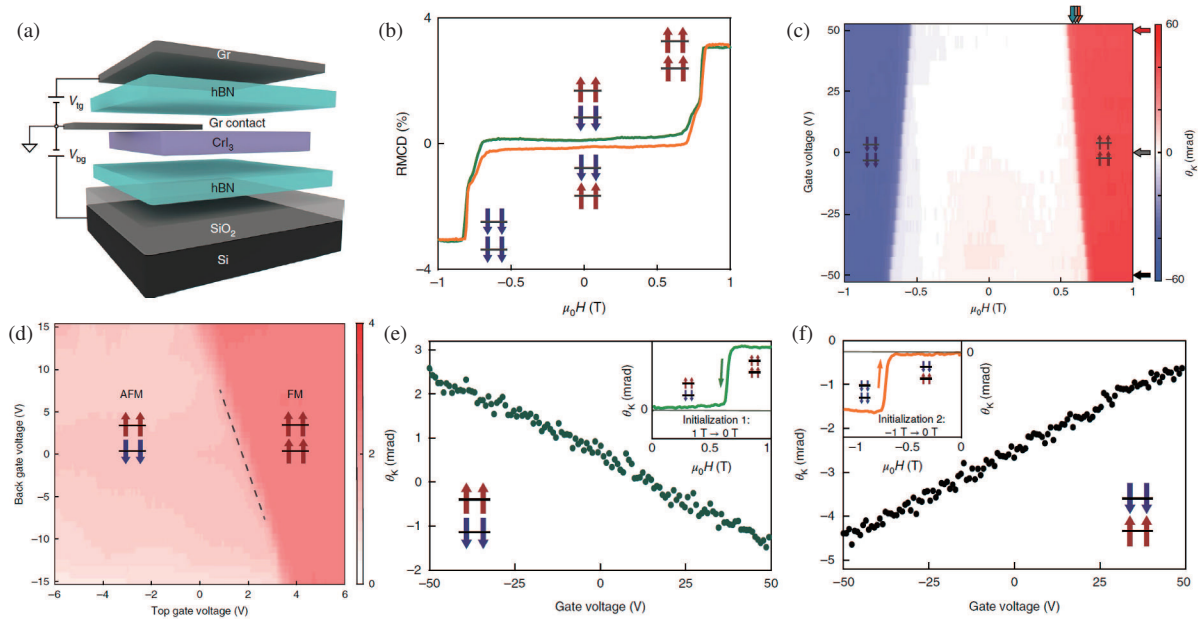 (a)
Gr
hBN
Vtg
Gr contact
CrI3
Vbg
hBN
SiO2
Si
(b)
RMCD (%)
4
0
−4
−1 −0.5 0 0.5 1
μ0H (T)
(c)
Gate voltage (V)
50
25
0
−25
−50
−1 −0.5 0 0.5 1
μ0H (T)
60
0
−60
θK (mrad)
(d)
Back gate voltage (V)
15
10
5
0
−5
−10
−15
AFM
FM
−6 −4 −2 0 2 4 6
Top gate voltage (V)
4
2
0
(e)
θK (mrad)
3
2
1
0
−1
−2
−50 −25 0 25 50
Gate voltage (V)
θK (mrad)
0
Initialization 1:
1 T → 0 T
0 0.5 1
μ0H (T)
(f)
θK (mrad)
0
−1
−2
−3
−4
−5
−50 −25 0 25 50
Gate voltage (V)
0
θK (mrad)
Initialization 2:
−1 T → 0 T
−1 −0.5 0
μ0H (T)